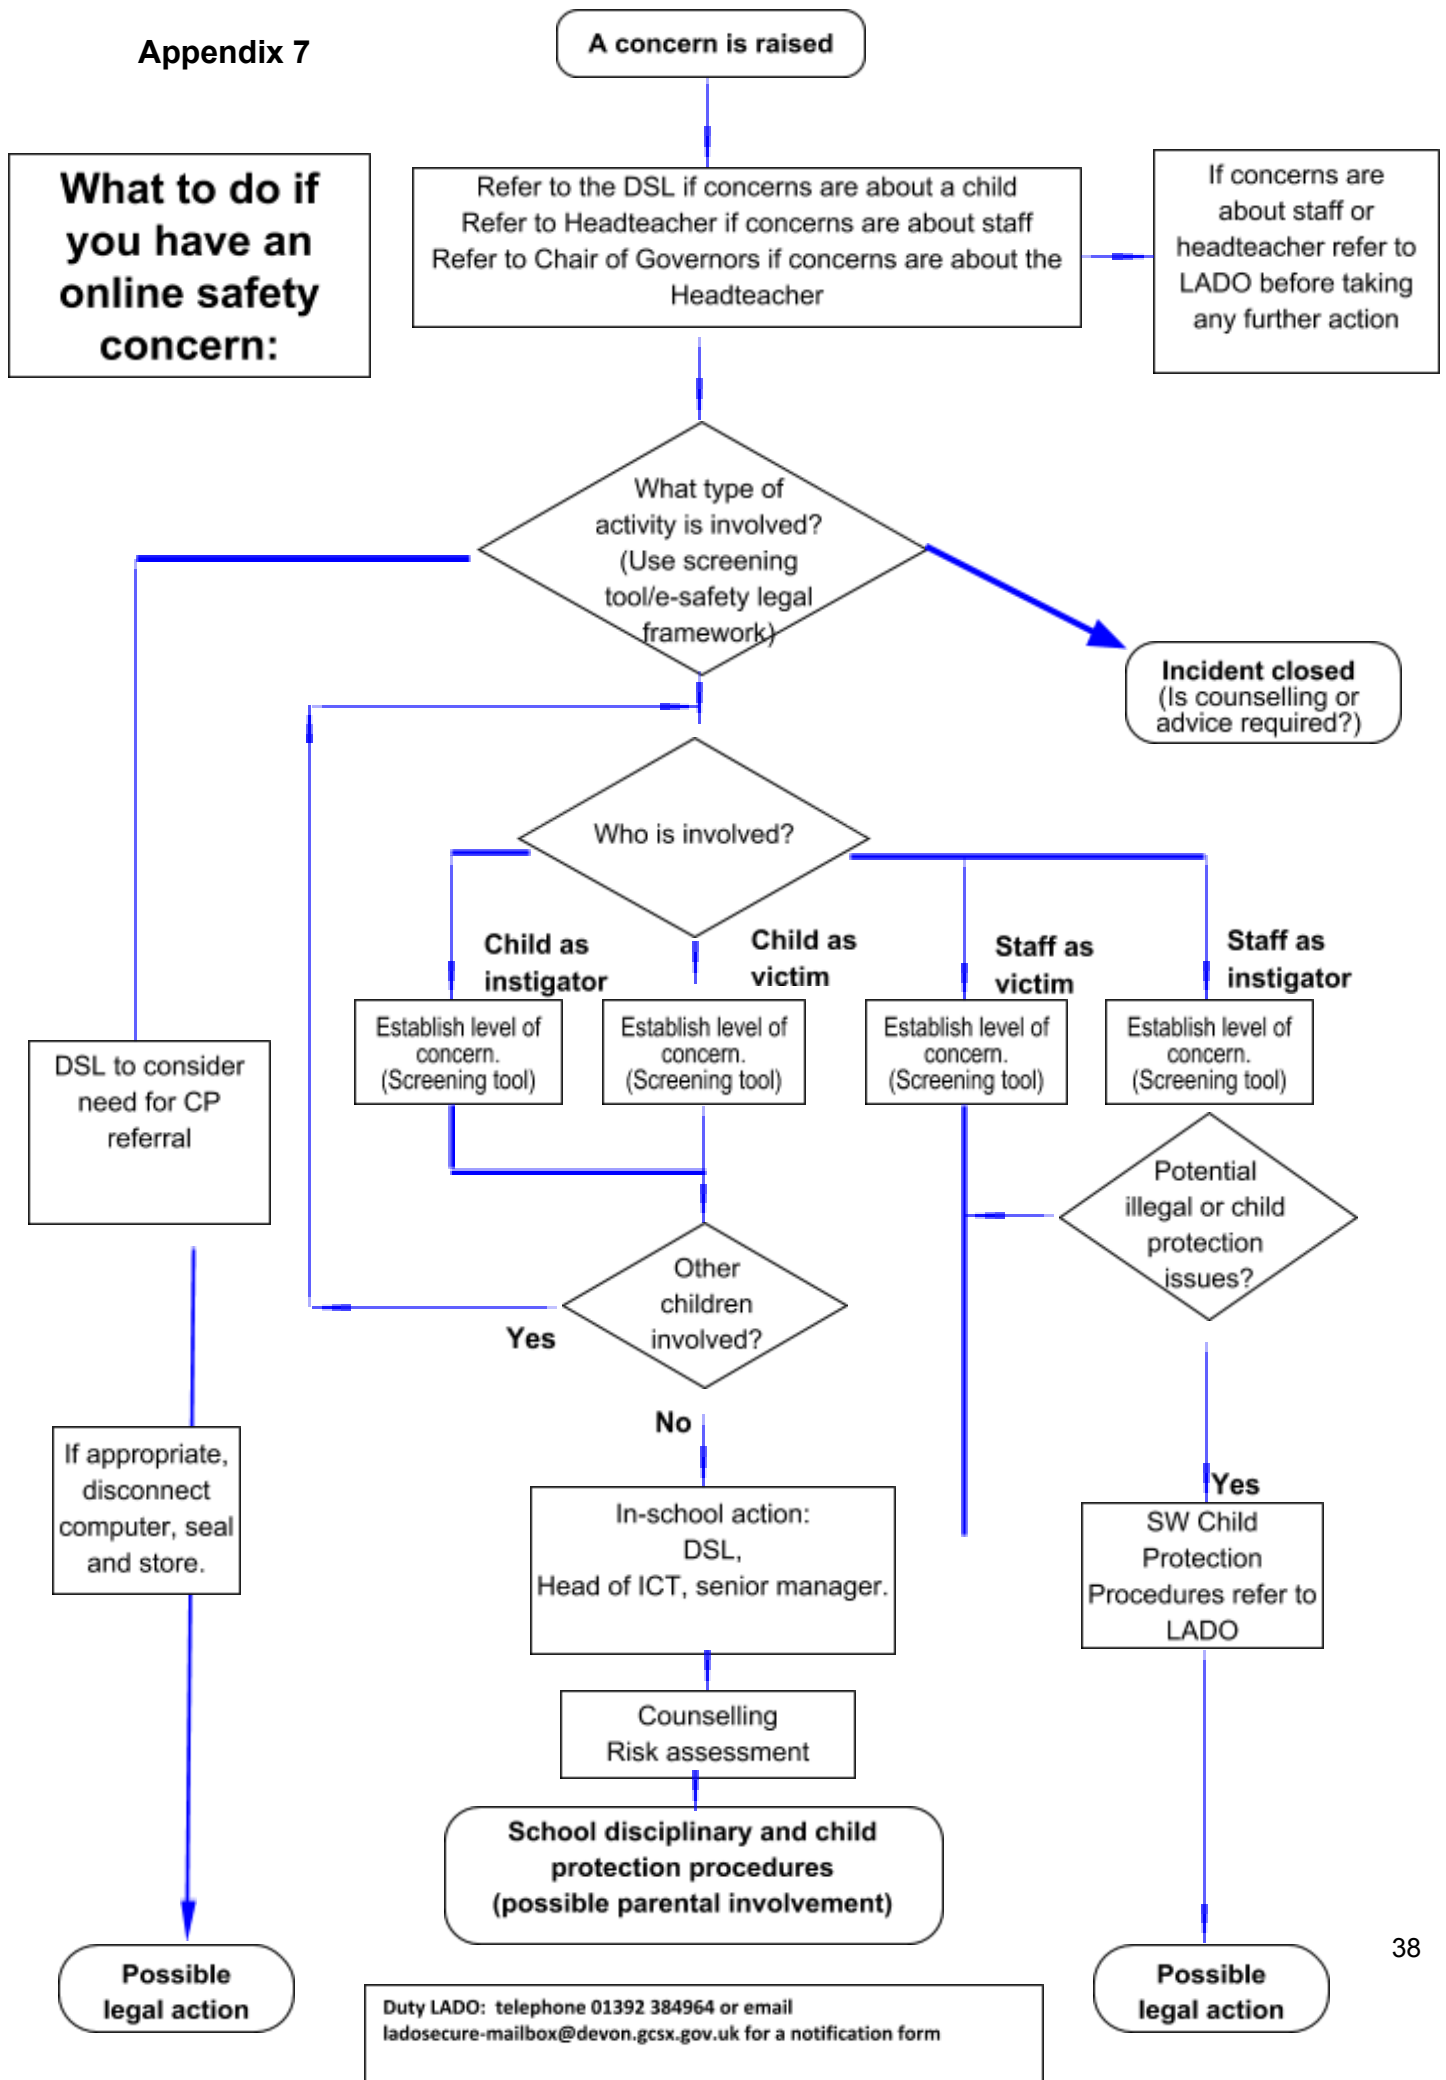 Appendix 7
A concern is raised
What to do if
you have an
online safety
concern:
Refer to the DSL if concerns are about a child
Refer to Headteacher if concerns are about staff
Refer to Chair of Governors if concerns are about the
Headteacher
If concerns are
about staff or
headteacher refer to
LADO before taking
any further action
What type of
activity is involved?
(Use screening
tool/e-safety legal
framework)
Incident closed
(Is counselling or
advice required?)
Who is involved?
Child as
instigator
Child as
victim
Staff as
victim
Staff as
instigator
Establish level of
concern.
(Screening tool)
Establish level of
concern.
(Screening tool)
Establish level of
concern.
(Screening tool)
Establish level of
concern.
(Screening tool)
DSL to consider
need for CP
referral
Potential
illegal or child
protection
issues?
Other
children
involved?
Yes
No
If appropriate,
disconnect
computer, seal
and store.
In-school action:
DSL,
Head of ICT, senior manager.
Yes
SW Child
Protection
Procedures refer to
LADO
Counselling
Risk assessment
School disciplinary and child
protection procedures
(possible parental involvement)
Possible
legal action
Possible
legal action
38
Duty LADO: telephone 01392 384964 or email
ladosecure-mailbox@devon.gcsx.gov.uk for a notification form